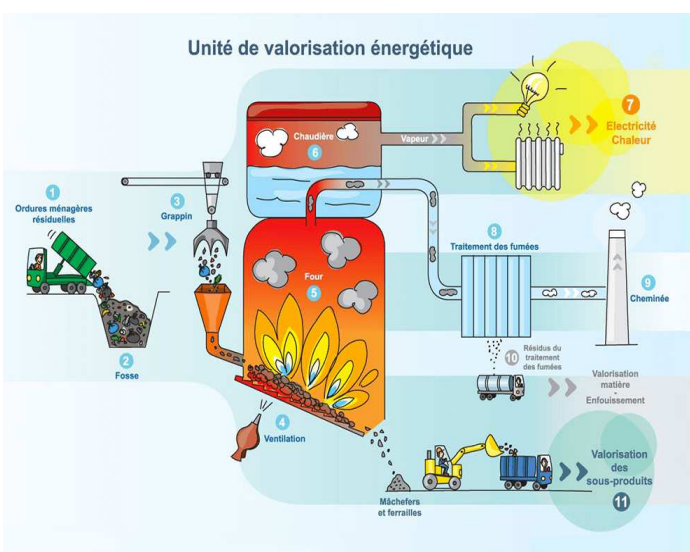 Unité de valorisation énergétique
1
Ordures ménagères
résiduelles
2
Fosse
3
Grappin
4
Ventilation
Four
5
Chaudière
6
Vapeur
7
Electricité
Chaleur
8
Traitement des fumées
9
Cheminée
10
Résidus du
traitement
des fumées
Valorisation
matière
-
Enfouissement
Mâchefers
et ferrailles
Valorisation
des
sous-produits
11